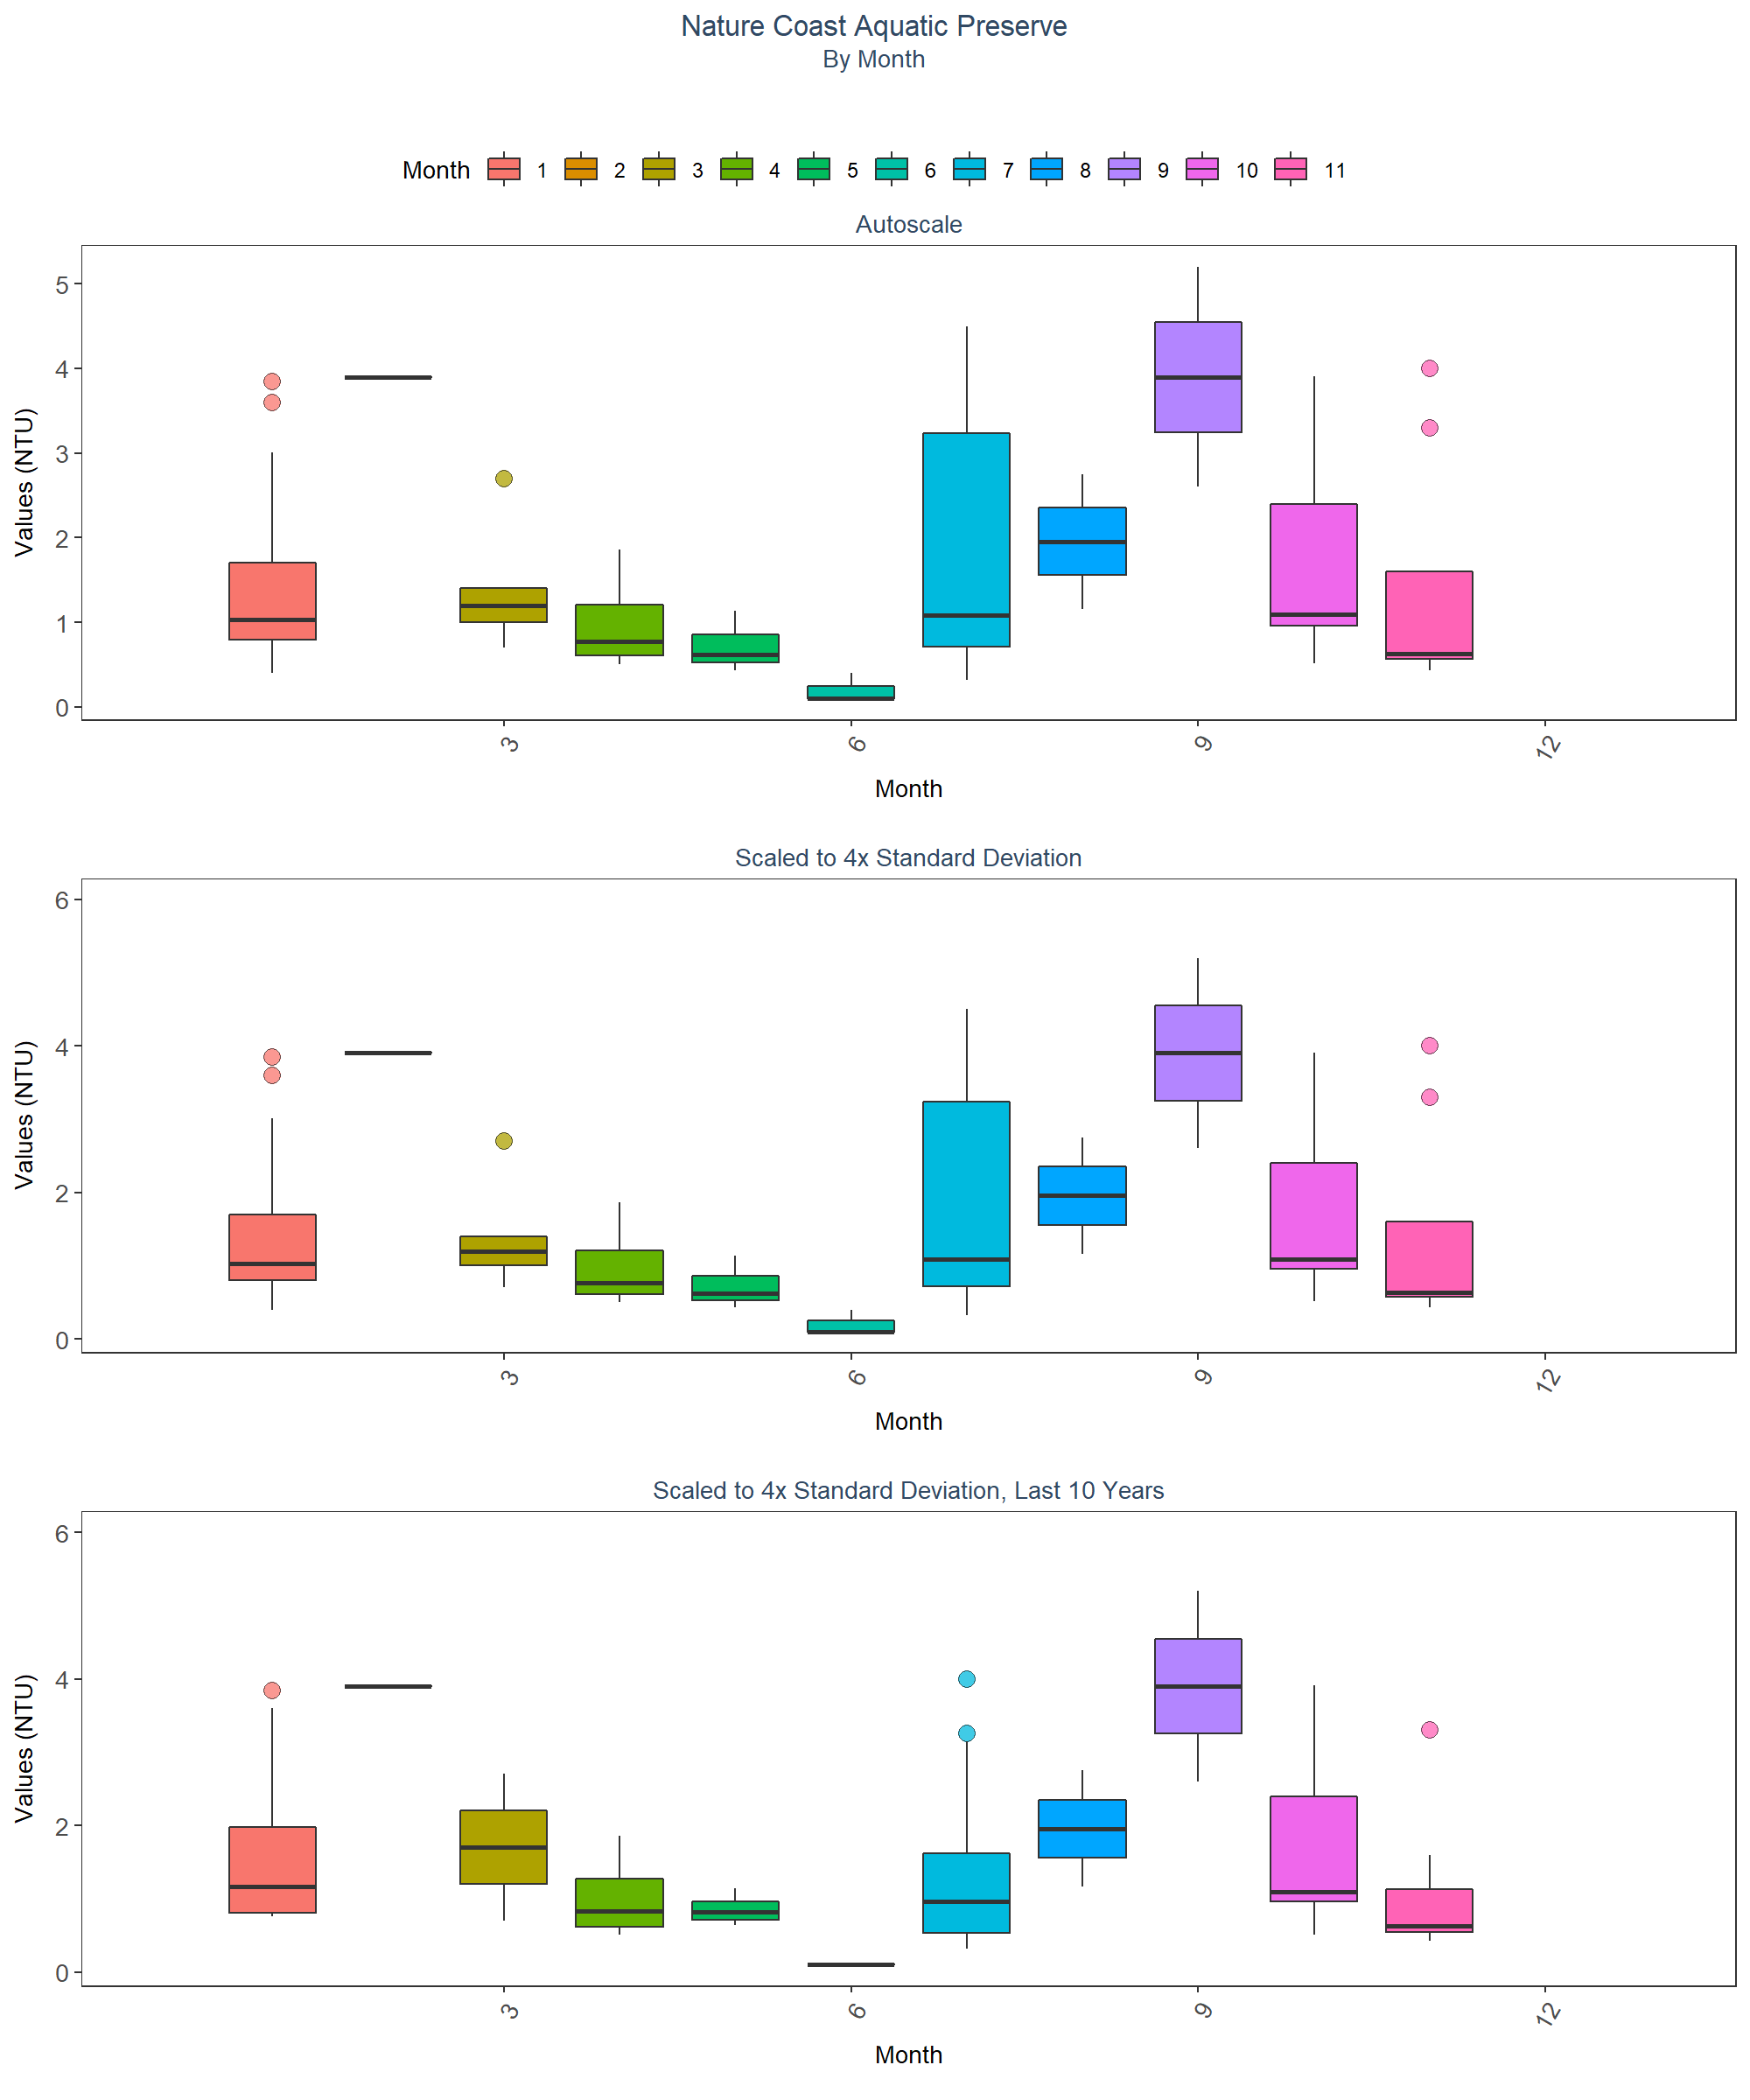 Nature Coast Aquatic Preserve
By Month
Month 1 2 3 4 5 6 7 8 9 10 11
Autoscale
5
4
3
2
1
0
Values (NTU)
3 6 9 12
Month
Scaled to 4x Standard Deviation
6
4
2
0
Values (NTU)
3 6 9 12
Month
Scaled to 4x Standard Deviation, Last 10 Years
6
4
2
0
Values (NTU)
3 6 9 12
Month